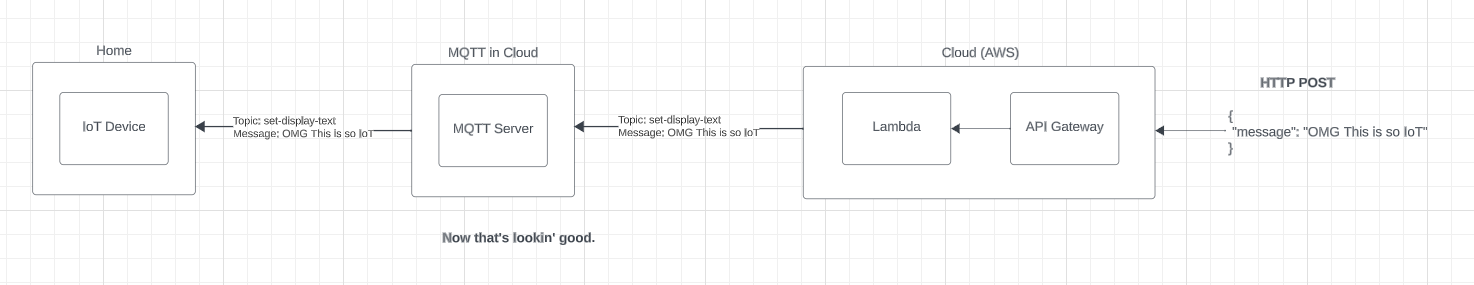 Home
IoT Device
Topic: set-display-text
Message: OMG This is so IoT
MQTT in Cloud
MQTT Server
Now that's lookin' good.
Topic: set-display-text
Message: OMG This is so IoT
Cloud (AWS)
Lambda
API Gateway
HTTP POST
{
"message": "OMG This is so IoT"
}